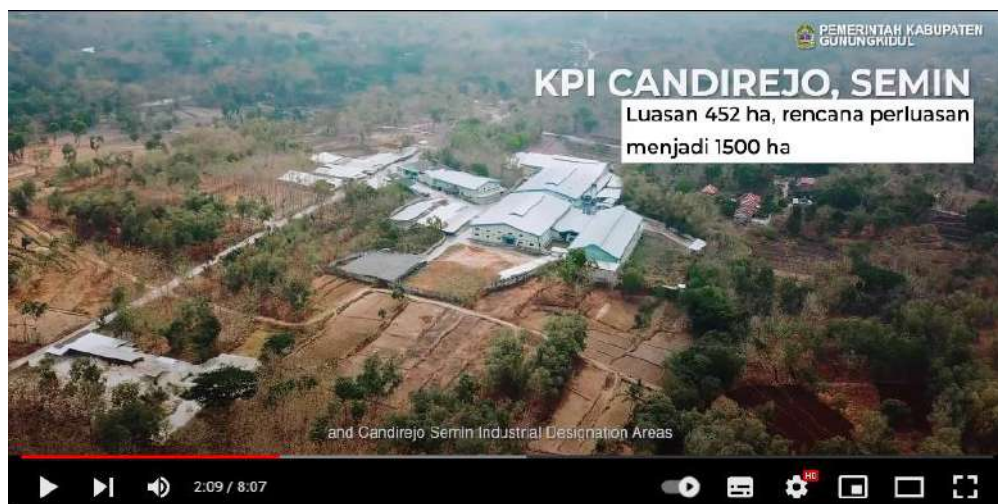 PEMERINTAH KABUPATEN
GUNUNGKIDUL
KPI CANDIREJO, SEMIN
Luasan 452 ha, rencana perluasan
menjadi 1500 ha
and Candirejo Semin Industrial Designation Areas
2:09 / 8:07
HD